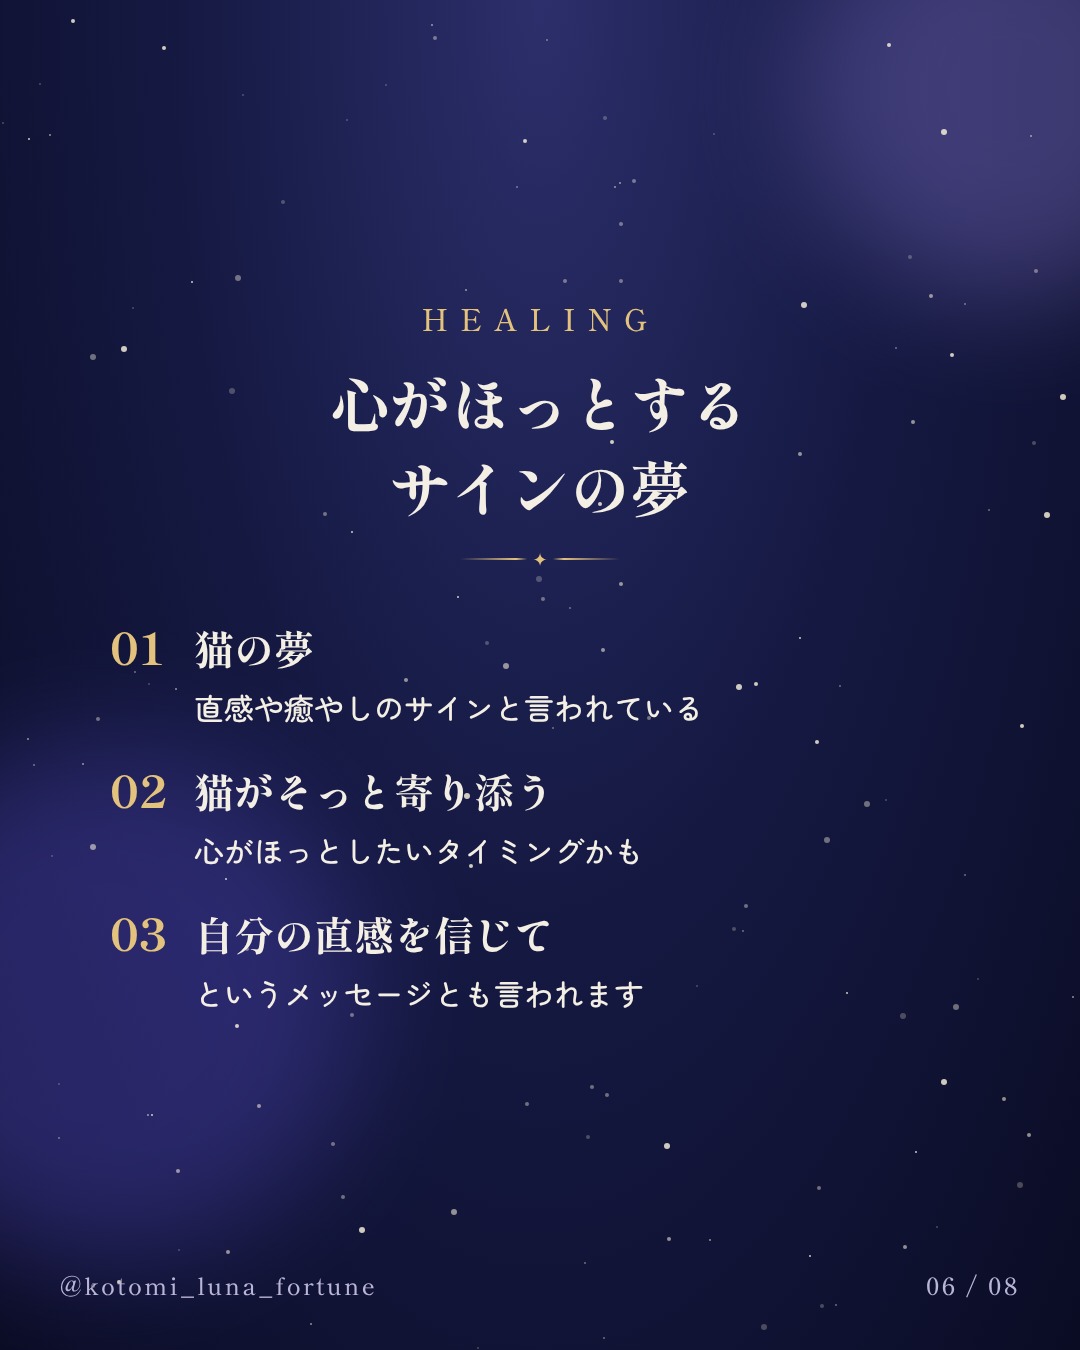 HEALING
心がほっとする
サインの夢
01 猫の夢
直感や癒やしのサインと言われている
02 猫がそっと寄り添う
心がほっとしたいタイミングかも
03 自分の直感を信じて
というメッセージとも言われます
@kotomi_luna_fortune
06 / 08